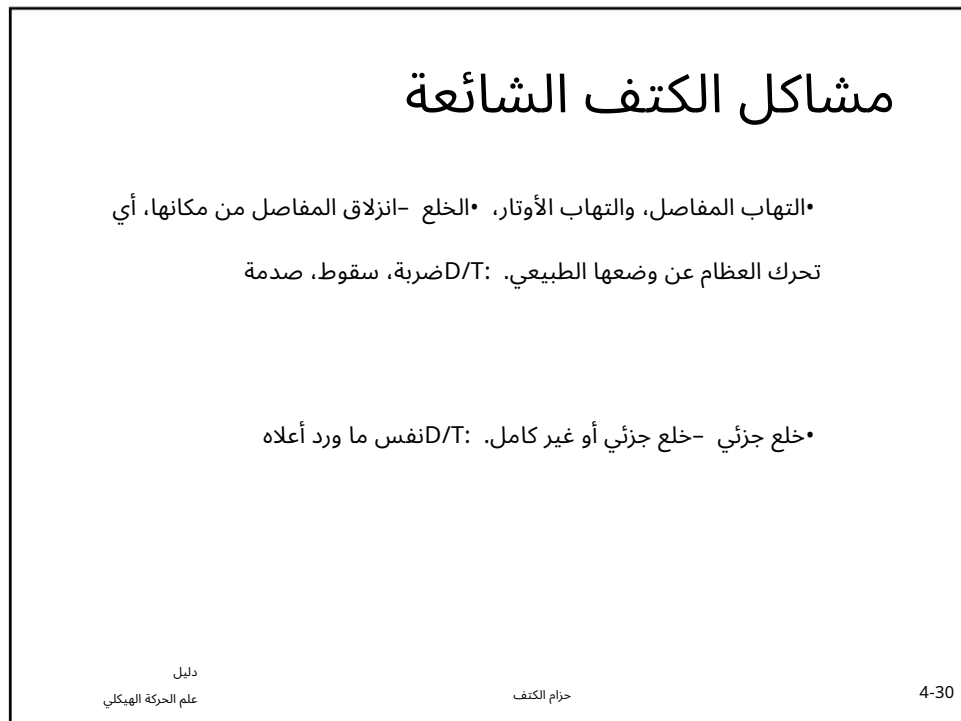 مشاكل الكتف الشائعة
•التهاب المفاصل، والتهاب الأوتار، •الخلع –انزلاق المفاصل من مكانها، أي
تحرك العظام عن وضعها الطبيعي. :D/Tضربة، سقوط، صدمة
•خلع جزئي –خلع جزئي أو غير كامل. :D/Tنفس ما ورد أعلاه
دليل
علم الحركة الهيكلي
حزام الكتف
4-30